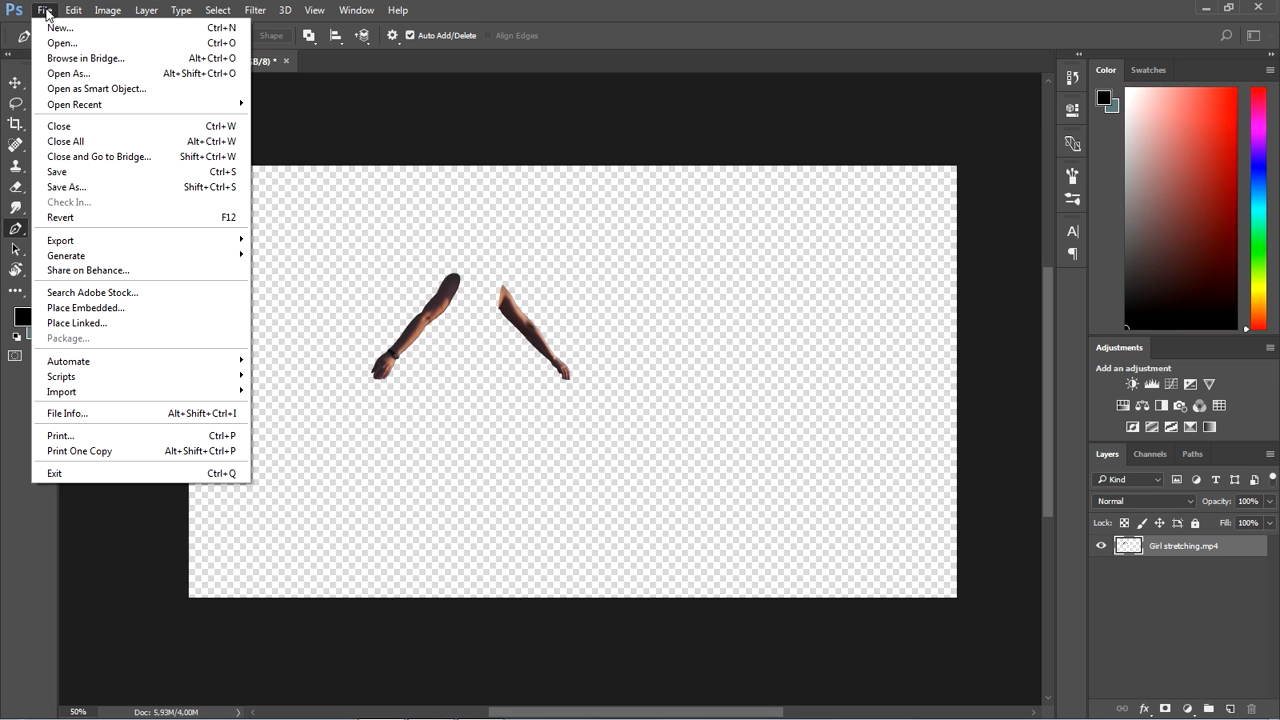 Ps File Edit Image Layer Type Select Filter 3D View Window Help
Shape Auto Add/Delete Align Edges
B/8) * ×
New... Ctrl+N
Open... Ctrl+O
Browse in Bridge... Alt+Ctrl+O
Open As... Alt+Shift+Ctrl+O
Open as Smart Object...
Open Recent
Close Ctrl+W
Close All Alt+Ctrl+W
Close and Go to Bridge... Shift+Ctrl+W
Save Ctrl+S
Save As... Shift+Ctrl+S
Check In...
Revert F12
Export
Generate
Share on Behance...
Search Adobe Stock...
Place Embedded...
Place Linked...
Package...
Automate
Scripts
Import
File Info... Alt+Shift+Ctrl+I
Print... Ctrl+P
Print One Copy Alt+Shift+Ctrl+P
Exit Ctrl+Q
Color Swatches
Adjustments
Add an adjustment
Layers Channels Paths
Kind
Normal Opacity: 100%
Lock: Fill: 100%
Girl stretching.mp4
50% Doc: 5,93M/4,00M